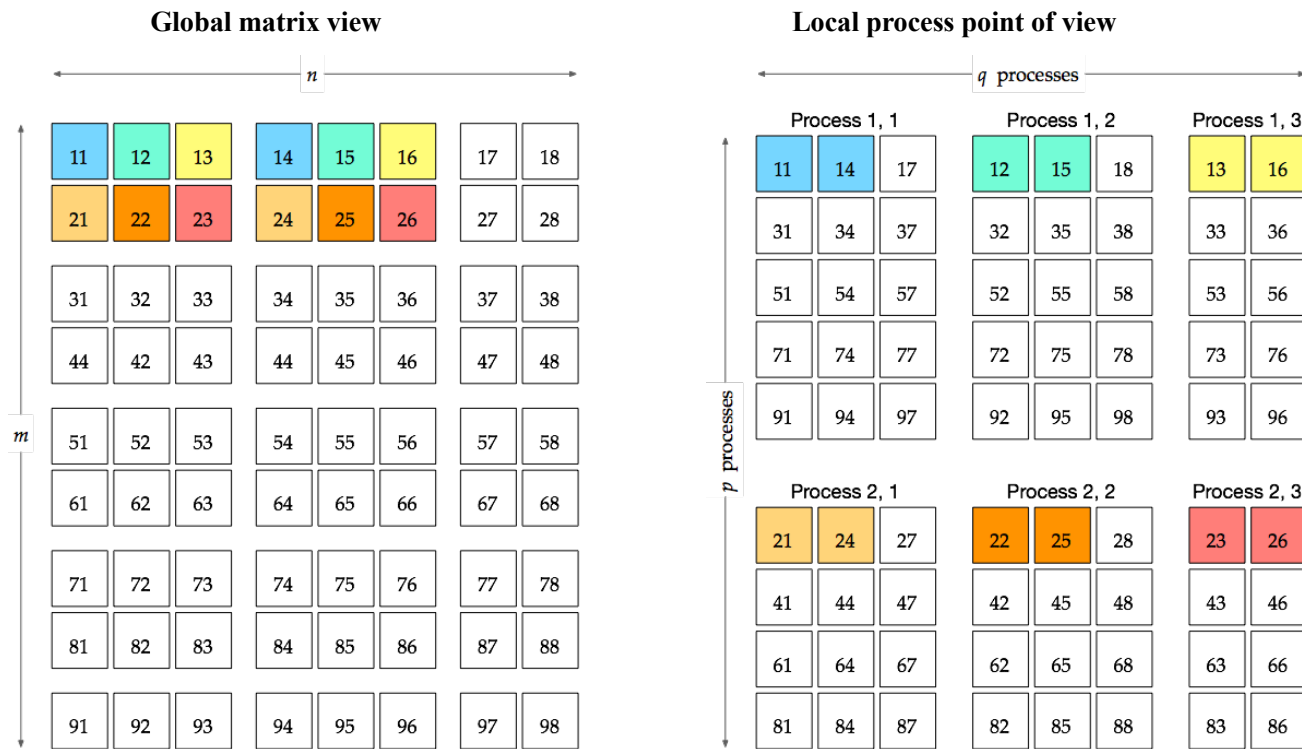 Global matrix view
n
m
11 12 13 14 15 16 17 18
21 22 23 24 25 26 27 28
31 32 33 34 35 36 37 38
44 42 43 44 45 46 47 48
51 52 53 54 55 56 57 58
61 62 63 64 65 66 67 68
71 72 73 74 75 76 77 78
81 82 83 84 85 86 87 88
91 92 93 94 95 96 97 98
Local process point of view
q processes
p processes
Process 1, 1 Process 1, 2 Process 1, 3
11 14 17 12 15 18 13 16
31 34 37 32 35 38 33 36
51 54 57 52 55 58 53 56
71 74 77 72 75 78 73 76
91 94 97 92 95 98 93 96
Process 2, 1 Process 2, 2 Process 2, 3
21 24 27 22 25 28 23 26
41 44 47 42 45 48 43 46
61 64 67 62 65 68 63 66
81 84 87 82 85 88 83 86